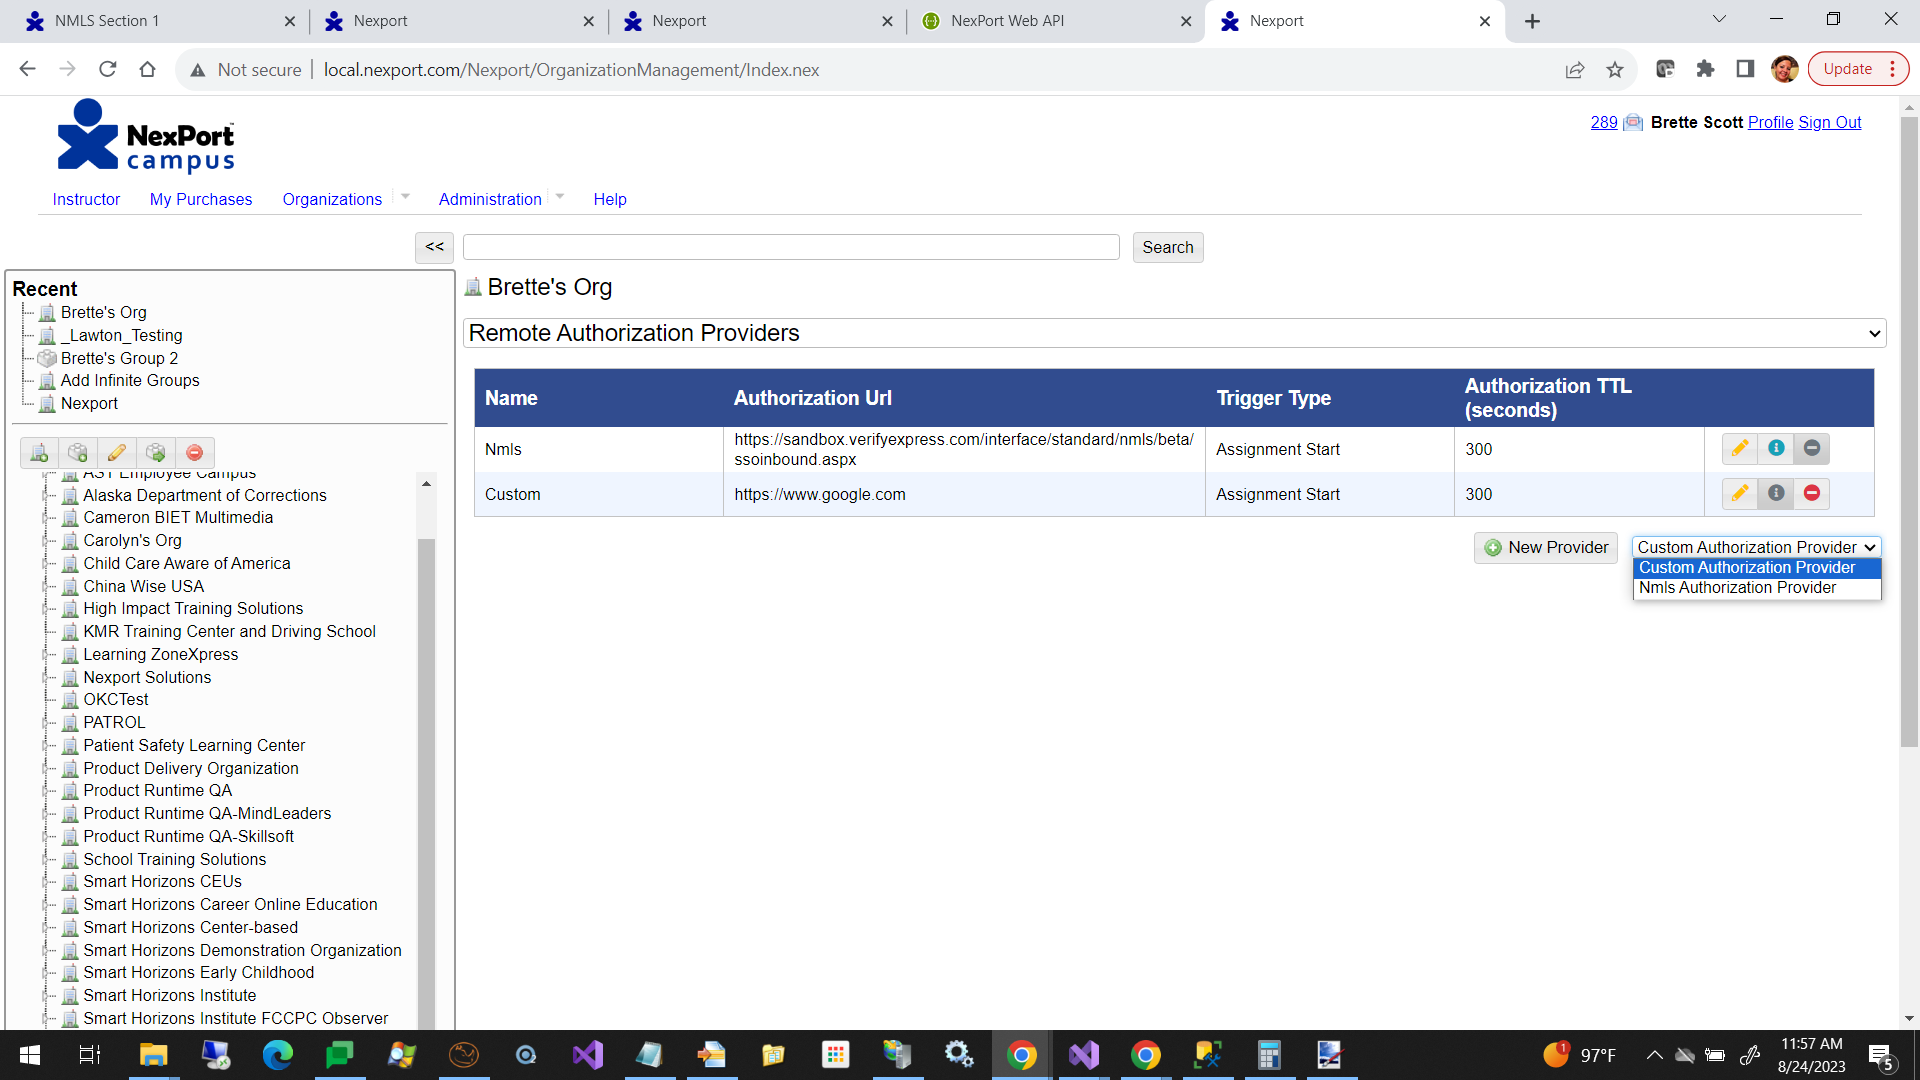 NMLS Section 1
Nexport
Nexport
NexPort Web API
Nexport
Not secure
local.nexport.com/Nexport/OrganizationManagement/Index.nex
Update
NexPort™
campus
289 Brette Scott Profile Sign Out
Instructor My Purchases Organizations Administration Help
<< Search
Recent
Brette's Org
_Lawton_Testing
Brette's Group 2
Add Infinite Groups
Nexport
AST Employee Campus
Alaska Department of Corrections
Cameron BIET Multimedia
Carolyn's Org
Child Care Aware of America
China Wise USA
High Impact Training Solutions
KMR Training Center and Driving School
Learning ZoneXpress
Nexport Solutions
OKCTest
PATROL
Patient Safety Learning Center
Product Delivery Organization
Product Runtime QA
Product Runtime QA-MindLeaders
Product Runtime QA-Skillsoft
School Training Solutions
Smart Horizons CEUs
Smart Horizons Career Online Education
Smart Horizons Center-based
Smart Horizons Demonstration Organization
Smart Horizons Early Childhood
Smart Horizons Institute
Smart Horizons Institute FCCPC Observer
Brette's Org
Remote Authorization Providers
Name Authorization Url Trigger Type Authorization TTL
(seconds)
Nmls https://sandbox.verifyexpress.com/interface/standard/nmls/beta/ Assignment Start 300
ssoinbound.aspx
Custom https://www.google.com Assignment Start 300
New Provider Custom Authorization Provider
Custom Authorization Provider
Nmls Authorization Provider
1 97°F
11:57 AM
8/24/2023
5